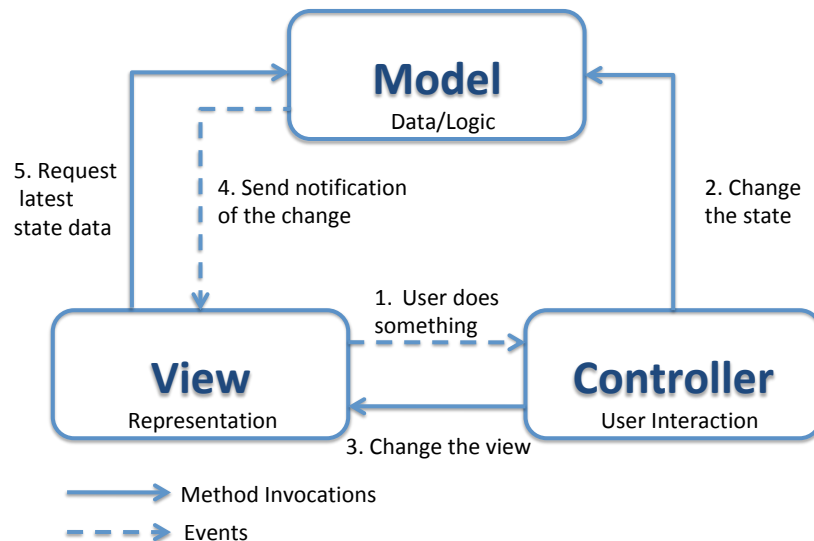 Model
Data/Logic
5. Request
latest
state data
4. Send notification
of the change
2. Change
the state
1. User does
something
View
Representation
Controller
User Interaction
3. Change the view
Method Invocations
Events